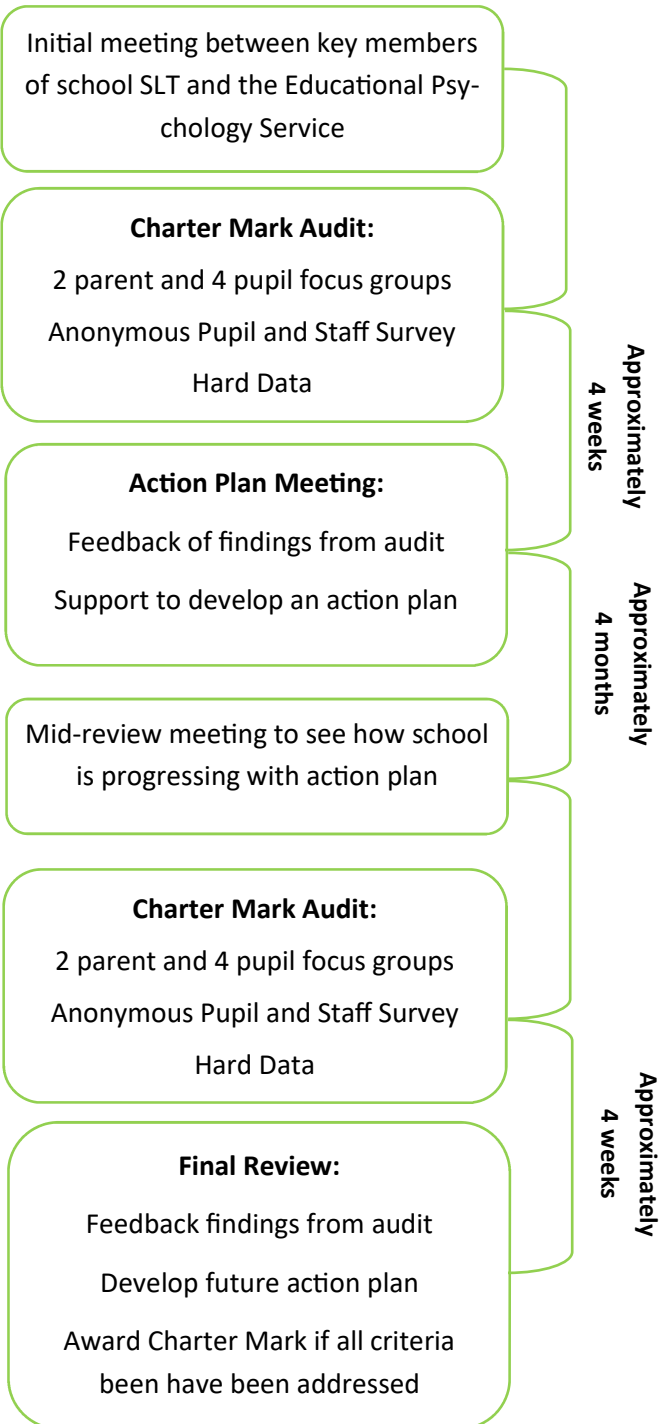 Initial meeting between key members
of school SLT and the Educational Psy-
chology Service
Charter Mark Audit:
2 parent and 4 pupil focus groups
Anonymous Pupil and Staff Survey
Hard Data
Approximately
4 weeks
Action Plan Meeting:
Feedback of findings from audit
Support to develop an action plan
Approximately
4 months
Mid-review meeting to see how school
is progressing with action plan
Charter Mark Audit:
2 parent and 4 pupil focus groups
Anonymous Pupil and Staff Survey
Hard Data
Approximately
4 weeks
Final Review:
Feedback findings from audit
Develop future action plan
Award Charter Mark if all criteria
been have been addressed